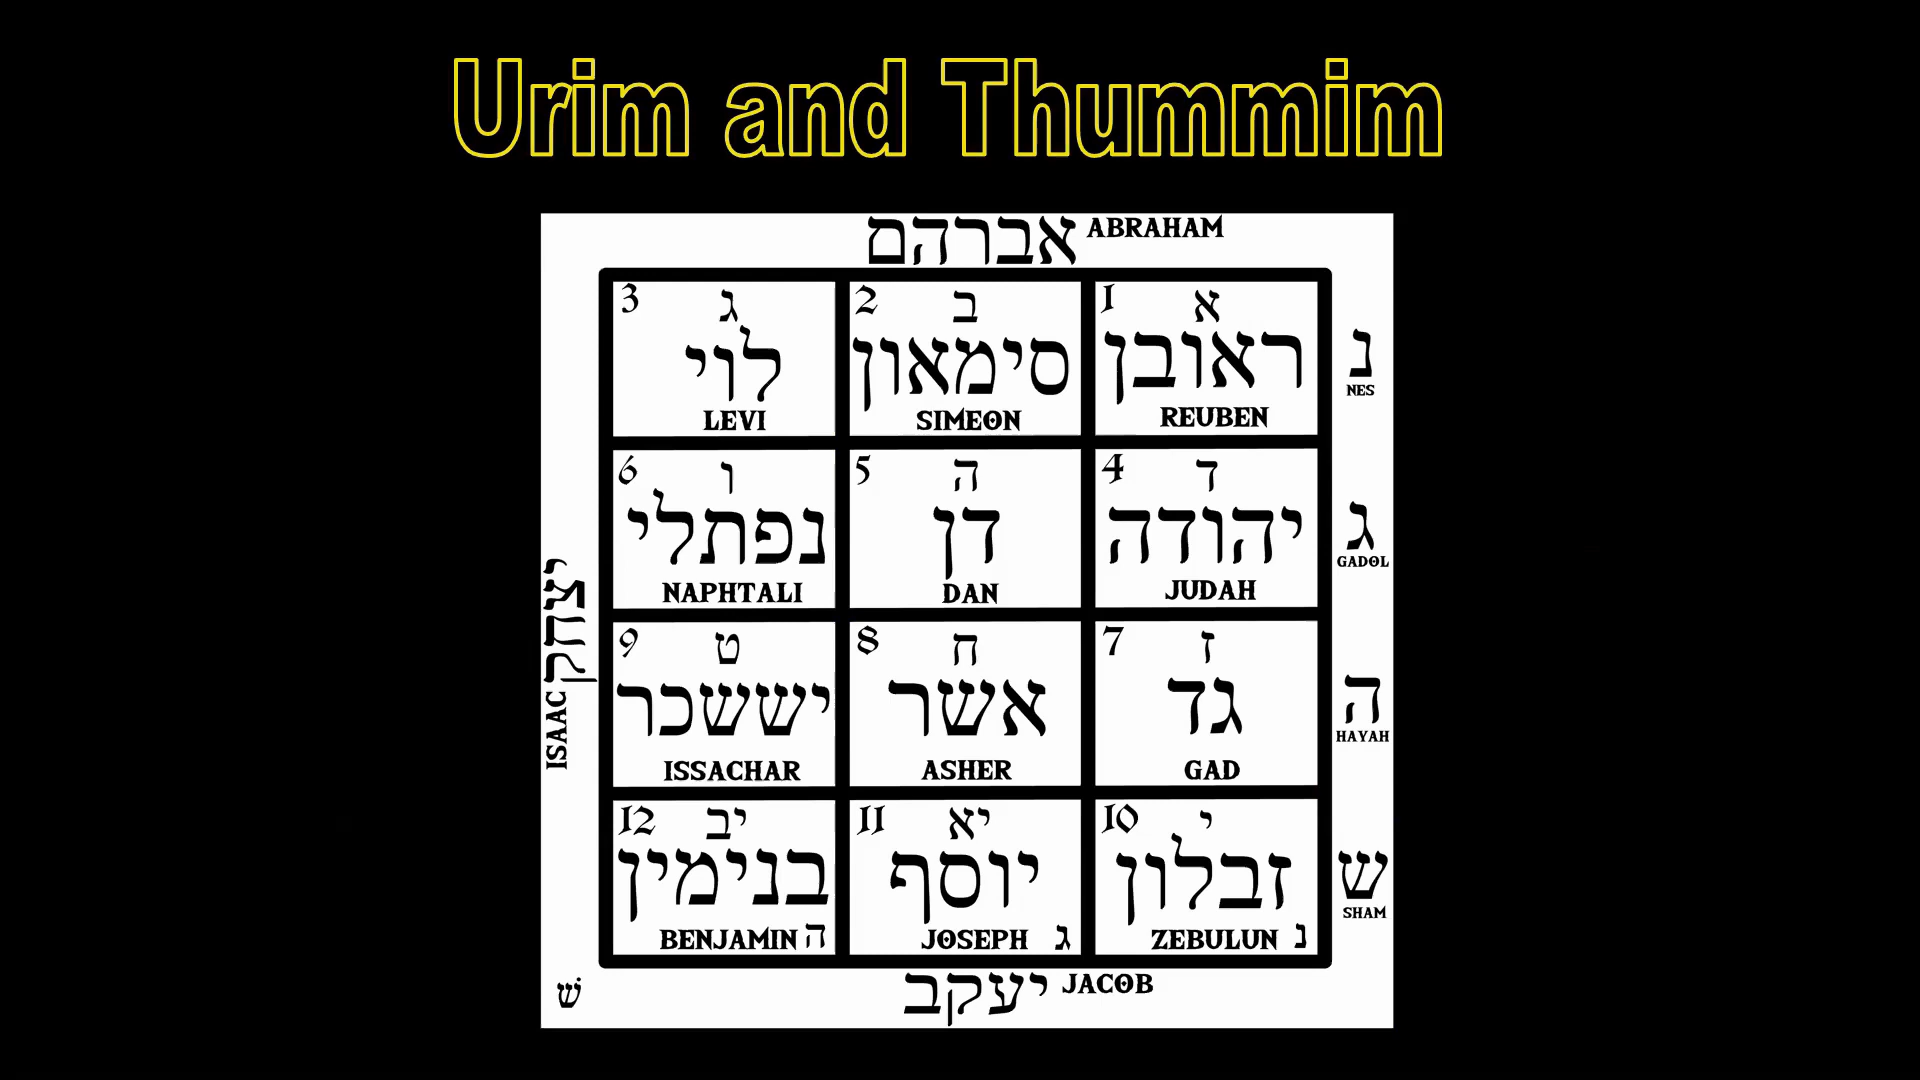 Urim and Thummim
אברהם ABRAHAM
3 ג
לוי
LEVI
2 ב
סימאון
SIMEON
1 א
ראובן
REUBEN
נ
NES
6 ו
נפתלי
NAPHTALI
5 ה
דן
DAN
4 ד
יהודה
JUDAH
ג
GADOL
יצחק
ISAAC
9 ט
יששכר
ISSACHAR
8 ח
אשר
ASHER
7 ז
גד
GAD
ה
HAYAH
12 יב
בנימין
BENJAMIN ה
11 יא
יוסף
JOSEPH ג
10 י
זבלון
ZEBULUN נ
ש
SHAM
שׁ
יעקב JACOB